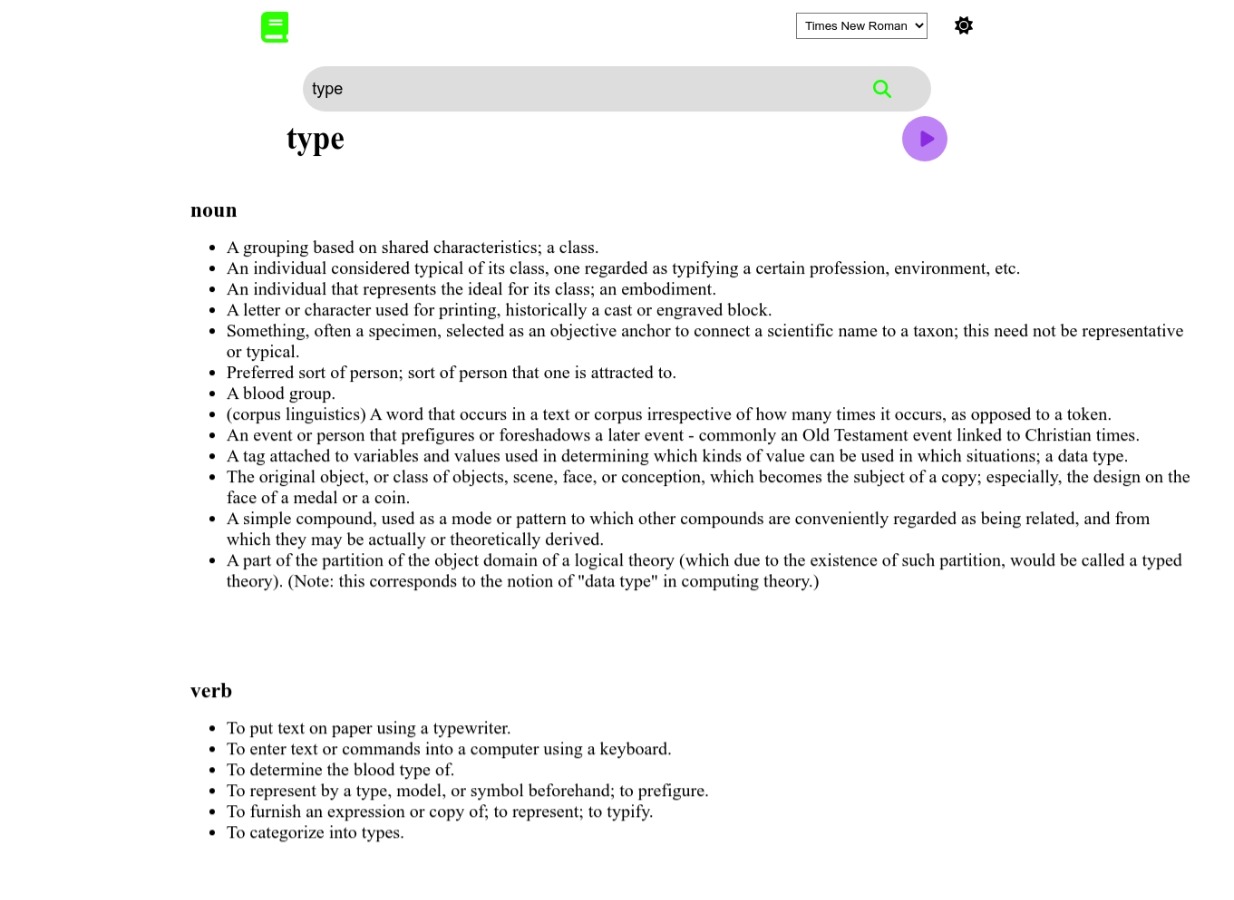 Times New Roman
type
type
noun
• A grouping based on shared characteristics; a class.
• An individual considered typical of its class, one regarded as typifying a certain profession, environment, etc.
• An individual that represents the ideal for its class; an embodiment.
• A letter or character used for printing, historically a cast or engraved block.
• Something, often a specimen, selected as an objective anchor to connect a scientific name to a taxon; this need not be representative
or typical.
• Preferred sort of person; sort of person that one is attracted to.
• A blood group.
• (corpus linguistics) A word that occurs in a text or corpus irrespective of how many times it occurs, as opposed to a token.
• An event or person that prefigures or foreshadows a later event - commonly an Old Testament event linked to Christian times.
• A tag attached to variables and values used in determining which kinds of value can be used in which situations; a data type.
• The original object, or class of objects, scene, face, or conception, which becomes the subject of a copy; especially, the design on the
face of a medal or a coin.
• A simple compound, used as a mode or pattern to which other compounds are conveniently regarded as being related, and from
which they may be actually or theoretically derived.
• A part of the partition of the object domain of a logical theory (which due to the existence of such partition, would be called a typed
theory). (Note: this corresponds to the notion of "data type" in computing theory.)
verb
• To put text on paper using a typewriter.
• To enter text or commands into a computer using a keyboard.
• To determine the blood type of.
• To represent by a type, model, or symbol beforehand; to prefigure.
• To furnish an expression or copy of; to represent; to typify.
• To categorize into types.